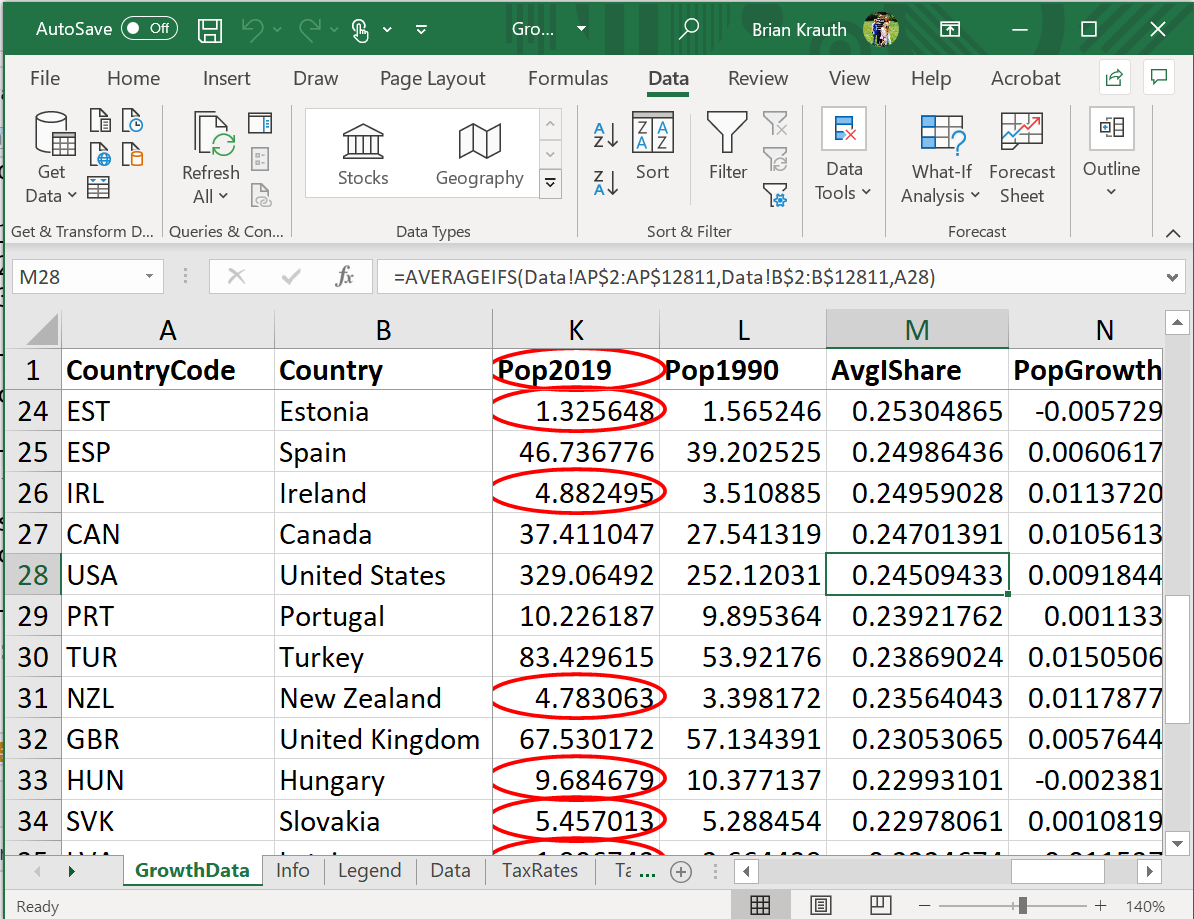 AutoSave Off Gro... Brian Krauth
File Home Insert Draw Page Layout Formulas Data Review View Help Acrobat
Get Data Refresh All Stocks Geography Sort Filter Data Tools What-If Analysis Forecast Sheet Outline
Get & Transform D... Queries & Con... Data Types Sort & Filter Forecast
M28 fx =AVERAGEIFS(Data!AP$2:AP$12811,Data!B$2:B$12811,A28)
A B K L M N
1 CountryCode Country Pop2019 Pop1990 AvgIShare PopGrowth
24 EST Estonia 1.325648 1.565246 0.25304865 -0.005729
25 ESP Spain 46.736776 39.202525 0.24986436 0.0060617
26 IRL Ireland 4.882495 3.510885 0.24959028 0.0113720
27 CAN Canada 37.411047 27.541319 0.24701391 0.0105613
28 USA United States 329.06492 252.12031 0.24509433 0.0091844
29 PRT Portugal 10.226187 9.895364 0.23921762 0.001133
30 TUR Turkey 83.429615 53.92176 0.23869024 0.0150506
31 NZL New Zealand 4.783063 3.398172 0.23564043 0.0117877
32 GBR United Kingdom 67.530172 57.134391 0.23053065 0.0057644
33 HUN Hungary 9.684679 10.377137 0.22993101 -0.002381
34 SVK Slovakia 5.457013 5.288454 0.22978061 0.0010819
GrowthData Info Legend Data TaxRates Ta ...
Ready 140%